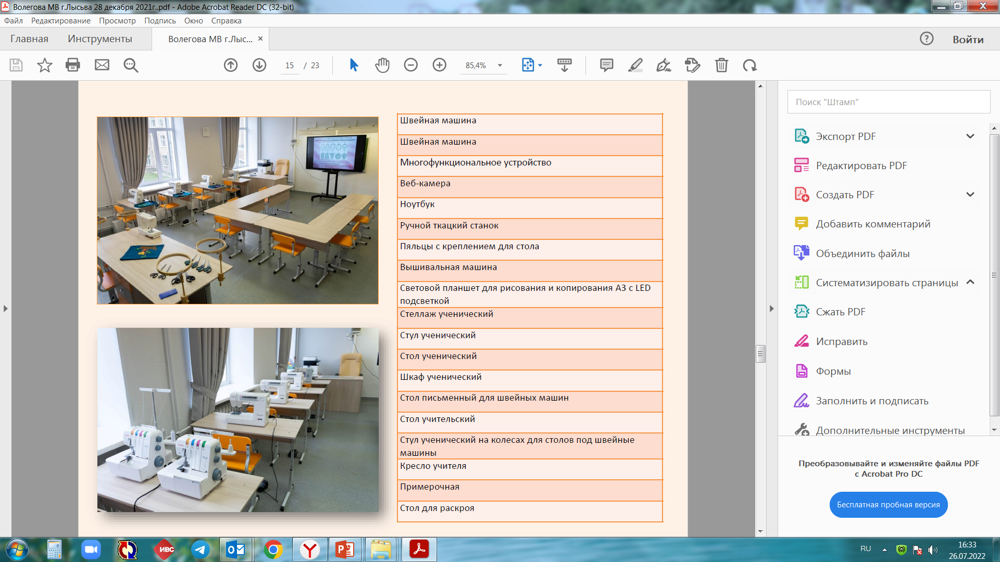 Волегова МВ г.Лысьва 28 декабря 2021г..pdf - Adobe Acrobat Reader DC (32-bit)
Файл Редактирование Просмотр Подпись Окно Справка
Главная Инструменты Волегова МВ г.Лыс... × Войти
15 / 23 85,4%
Швейная машина
Швейная машина
Многофункциональное устройство
Веб-камера
Ноутбук
Ручной ткацкий станок
Пяльцы с креплением для стола
Вышивальная машина
Световой планшет для рисования и копирования А3 с LED
подсветкой
Стеллаж ученический
Стул ученический
Стол ученический
Шкаф ученический
Стол письменный для швейных машин
Стол учительский
Стул ученический на колесах для столов под швейные
машины
Кресло учителя
Примерочная
Стол для раскроя
Поиск "Штамп"
Экспорт PDF
Редактировать PDF
Создать PDF
Добавить комментарий
Объединить файлы
Систематизировать страницы
Сжать PDF
Исправить
Формы
Заполнить и подписать
Дополнительные инструменты
Преобразовывайте и изменяйте файлы PDF
с Acrobat Pro DC
Бесплатная пробная версия
ИВС
RU
16:33
26.07.2022